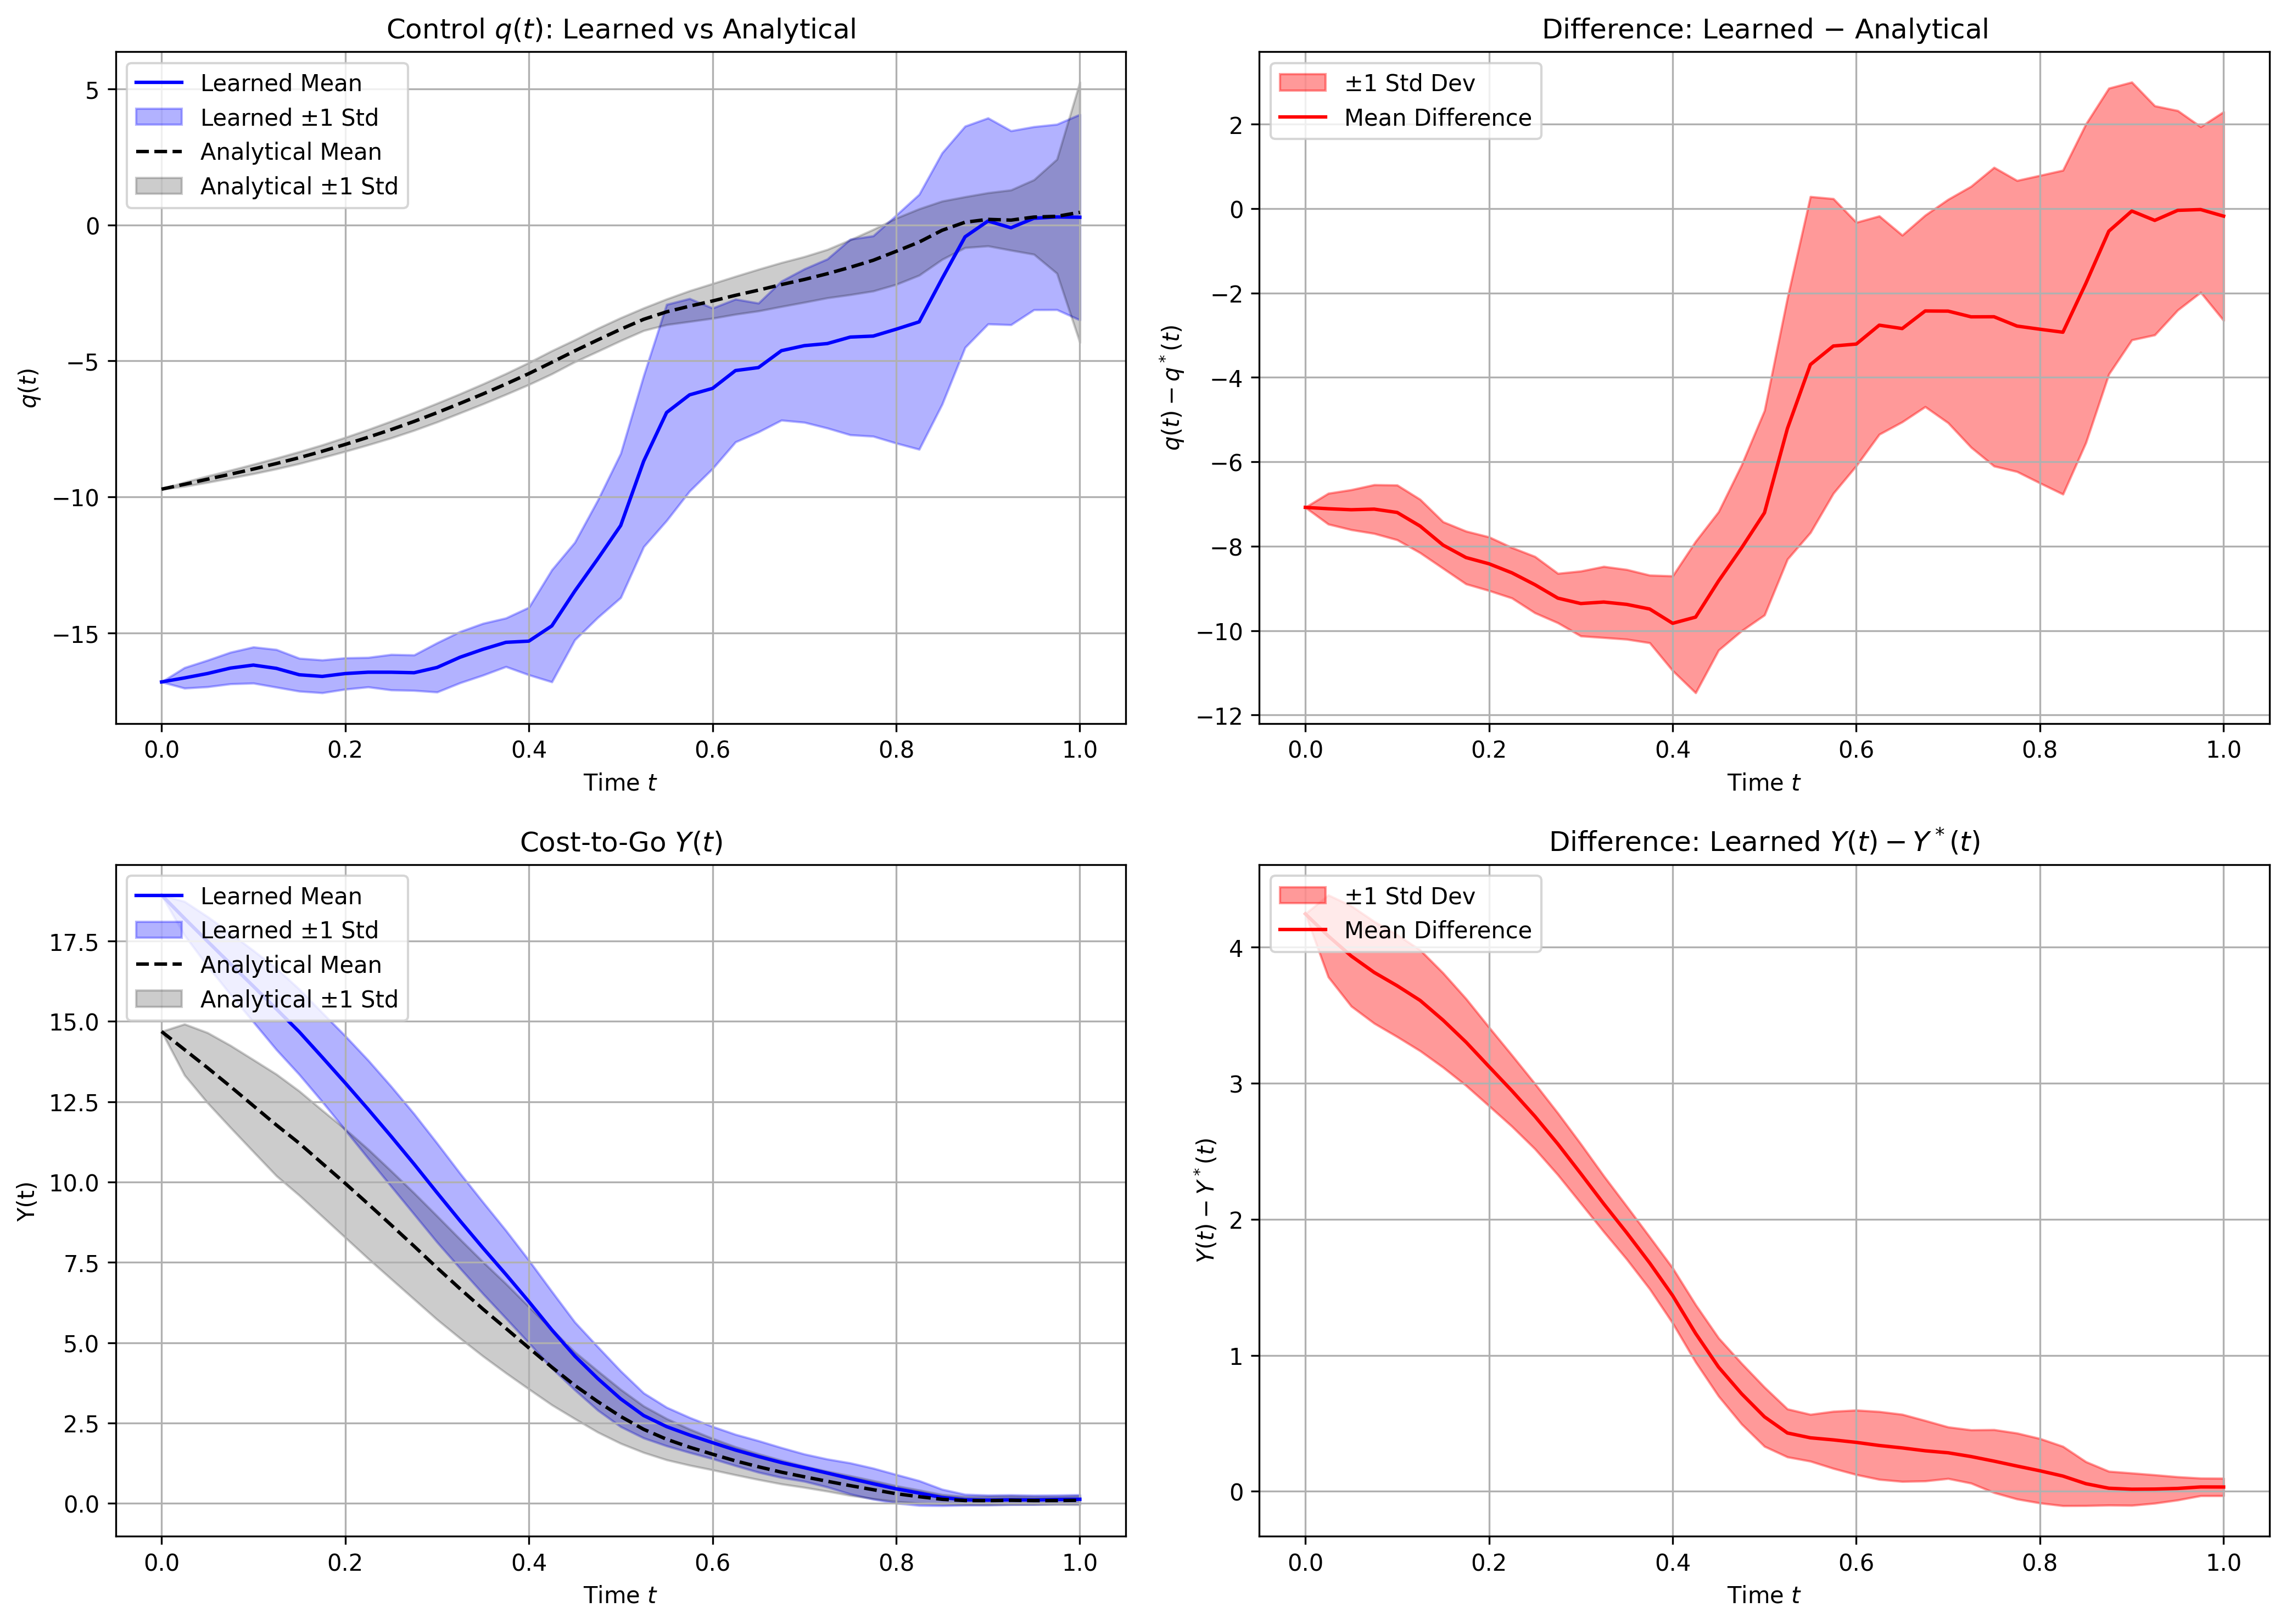 Control q(t): Learned vs Analytical
Learned Mean
Learned ±1 Std
Analytical Mean
Analytical ±1 Std
q(t)
5
0
−5
−10
−15
0.0 0.2 0.4 0.6 0.8 1.0
Time t
Difference: Learned − Analytical
±1 Std Dev
Mean Difference
q(t) − q*(t)
2
0
−2
−4
−6
−8
−10
−12
0.0 0.2 0.4 0.6 0.8 1.0
Time t
Cost-to-Go Y(t)
Learned Mean
Learned ±1 Std
Analytical Mean
Analytical ±1 Std
Y(t)
17.5
15.0
12.5
10.0
7.5
5.0
2.5
0.0
0.0 0.2 0.4 0.6 0.8 1.0
Time t
Difference: Learned Y(t) − Y*(t)
±1 Std Dev
Mean Difference
Y(t) − Y*(t)
4
3
2
1
0
0.0 0.2 0.4 0.6 0.8 1.0
Time t